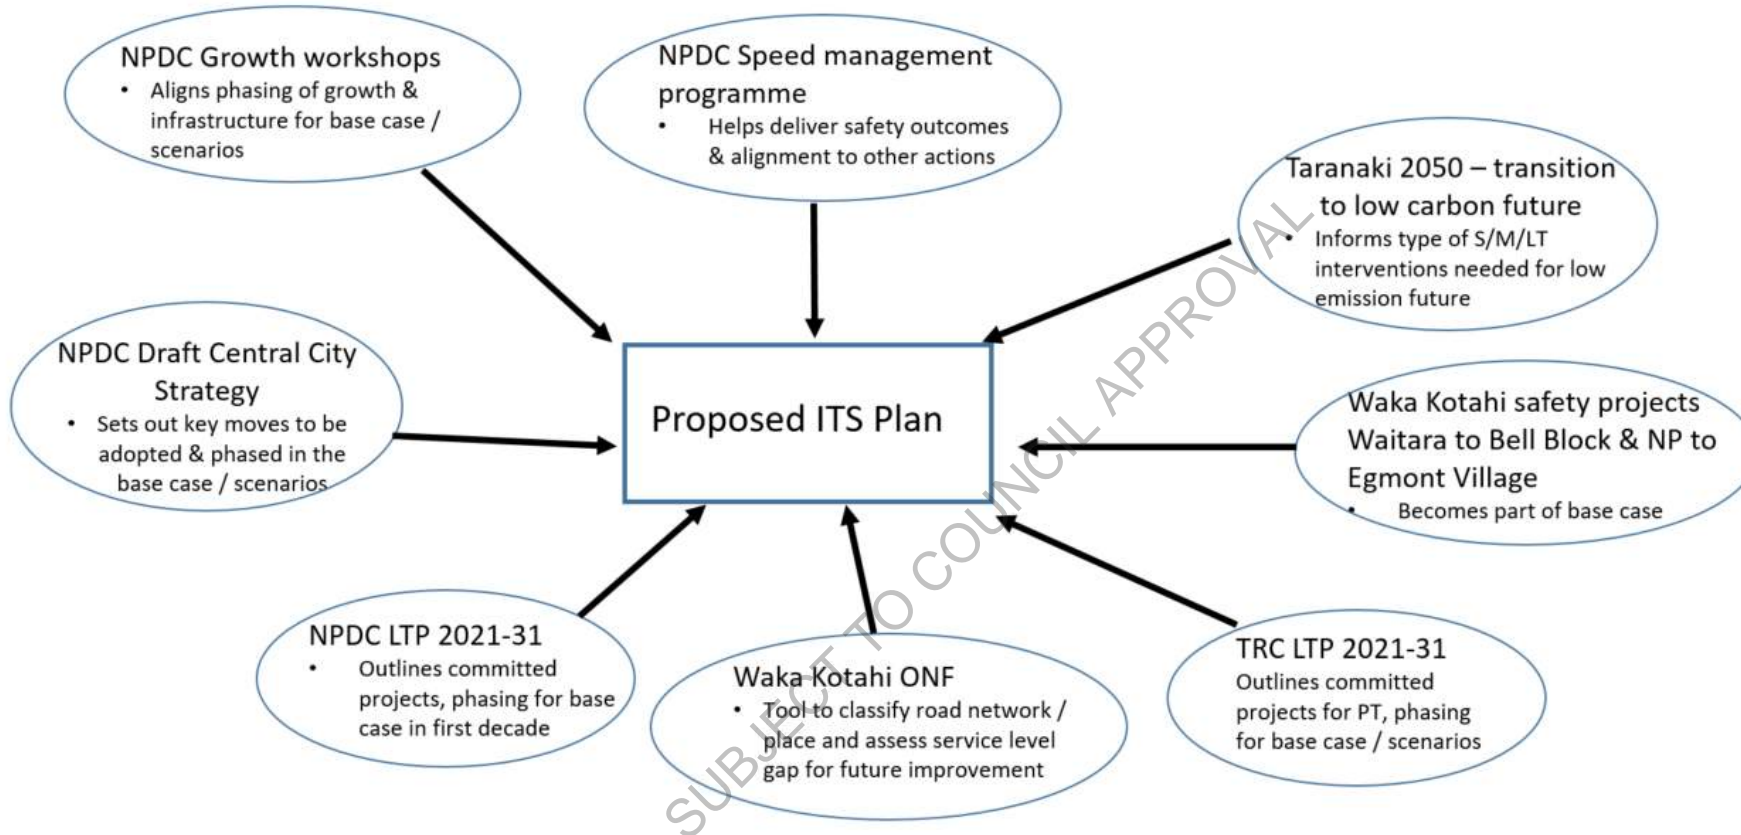 NPDC Growth workshops
• Aligns phasing of growth &
infrastructure for base case /
scenarios
NPDC Speed management
programme
• Helps deliver safety outcomes
& alignment to other actions
Taranaki 2050 – transition
to low carbon future
• Informs type of S/M/LT
interventions needed for low
emission future
NPDC Draft Central City
Strategy
• Sets out key moves to be
adopted & phased in the
base case / scenarios
Proposed ITS Plan
Waka Kotahi safety projects
Waitara to Bell Block & NP to
Egmont Village
• Becomes part of base case
NPDC LTP 2021-31
• Outlines committed
projects, phasing for base
case in first decade
Waka Kotahi ONF
• Tool to classify road network /
place and assess service level
gap for future improvement
TRC LTP 2021-31
Outlines committed
projects for PT, phasing
for base case / scenarios
SUBJECT TO COUNCIL APPROVAL